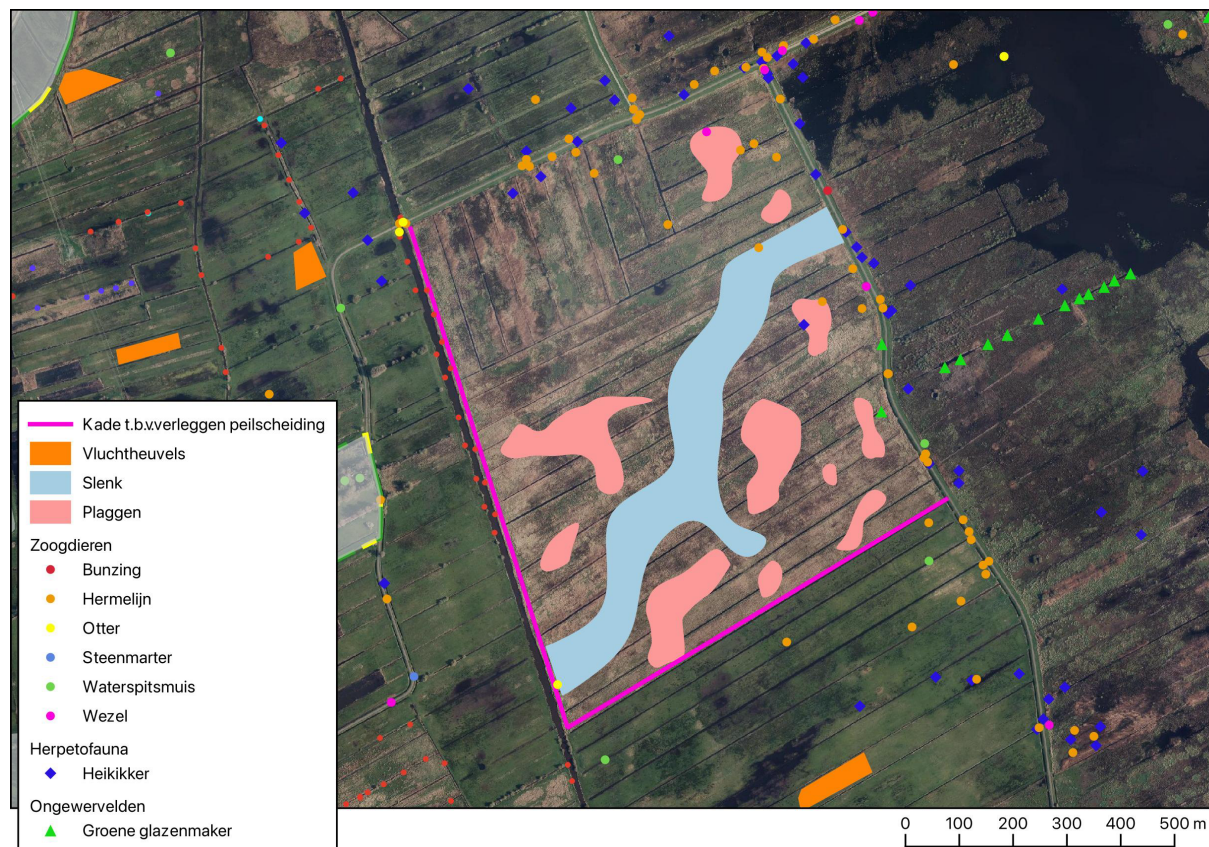 Kade t.b.v.verleggen peilscheiding
Vluchtheuvels
Slenk
Plaggen
Zoogdieren
Bunzing
Hermelijn
Otter
Steenmarter
Waterspitsmuis
Wezel
Herpetofauna
Heikikker
Ongewervelden
Groene glazenmaker
0 100 200 300 400 500 m